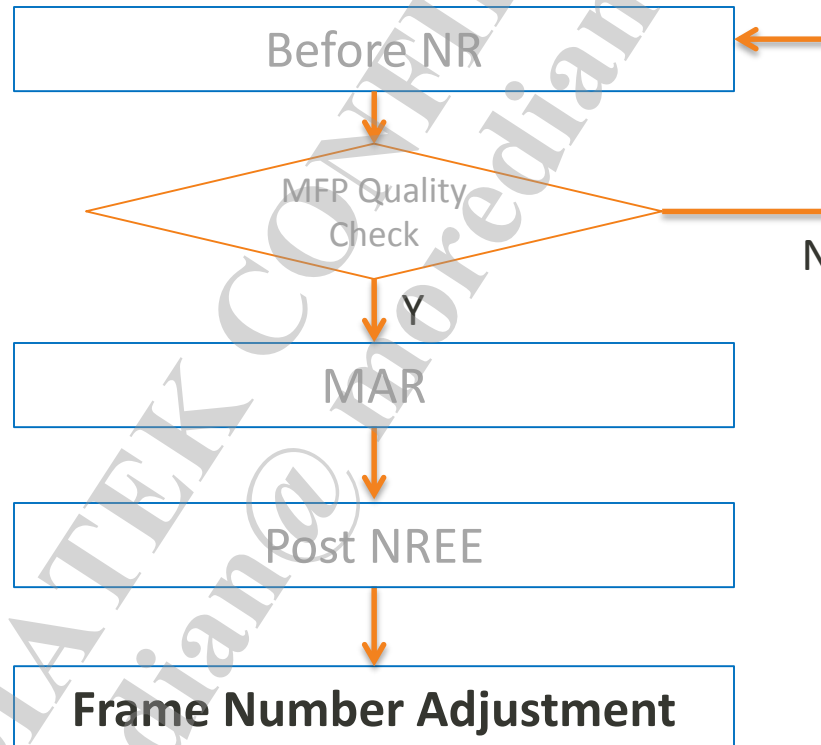 Before NR
MFP Quality
Check
N
Y
MAR
Post NREE
Frame Number Adjustment